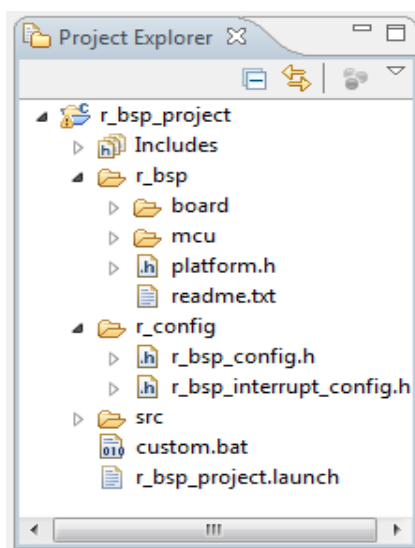 Project Explorer
r_bsp_project
Includes
r_bsp
board
mcu
platform.h
readme.txt
r_config
r_bsp_config.h
r_bsp_interrupt_config.h
src
custom.bat
r_bsp_project.launch